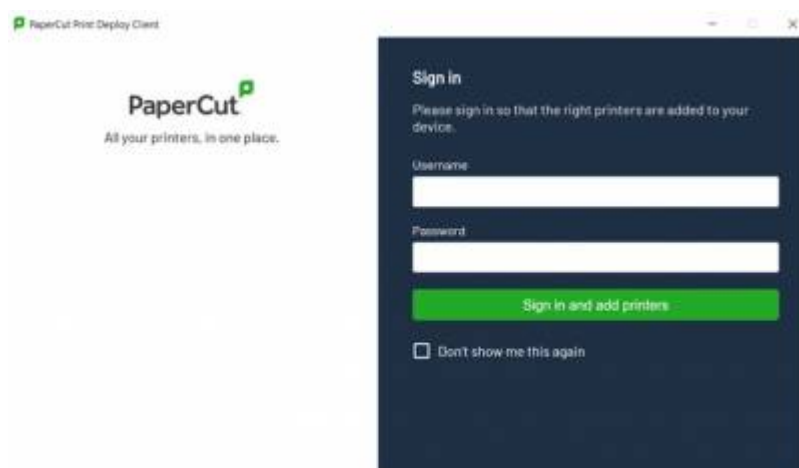 PaperCut Print Deploy Client
PaperCut
All your printers, in one place.
Sign in
Please sign in so that the right printers are added to your
device.
Username
Password
Sign in and add printers
Don't show me this again